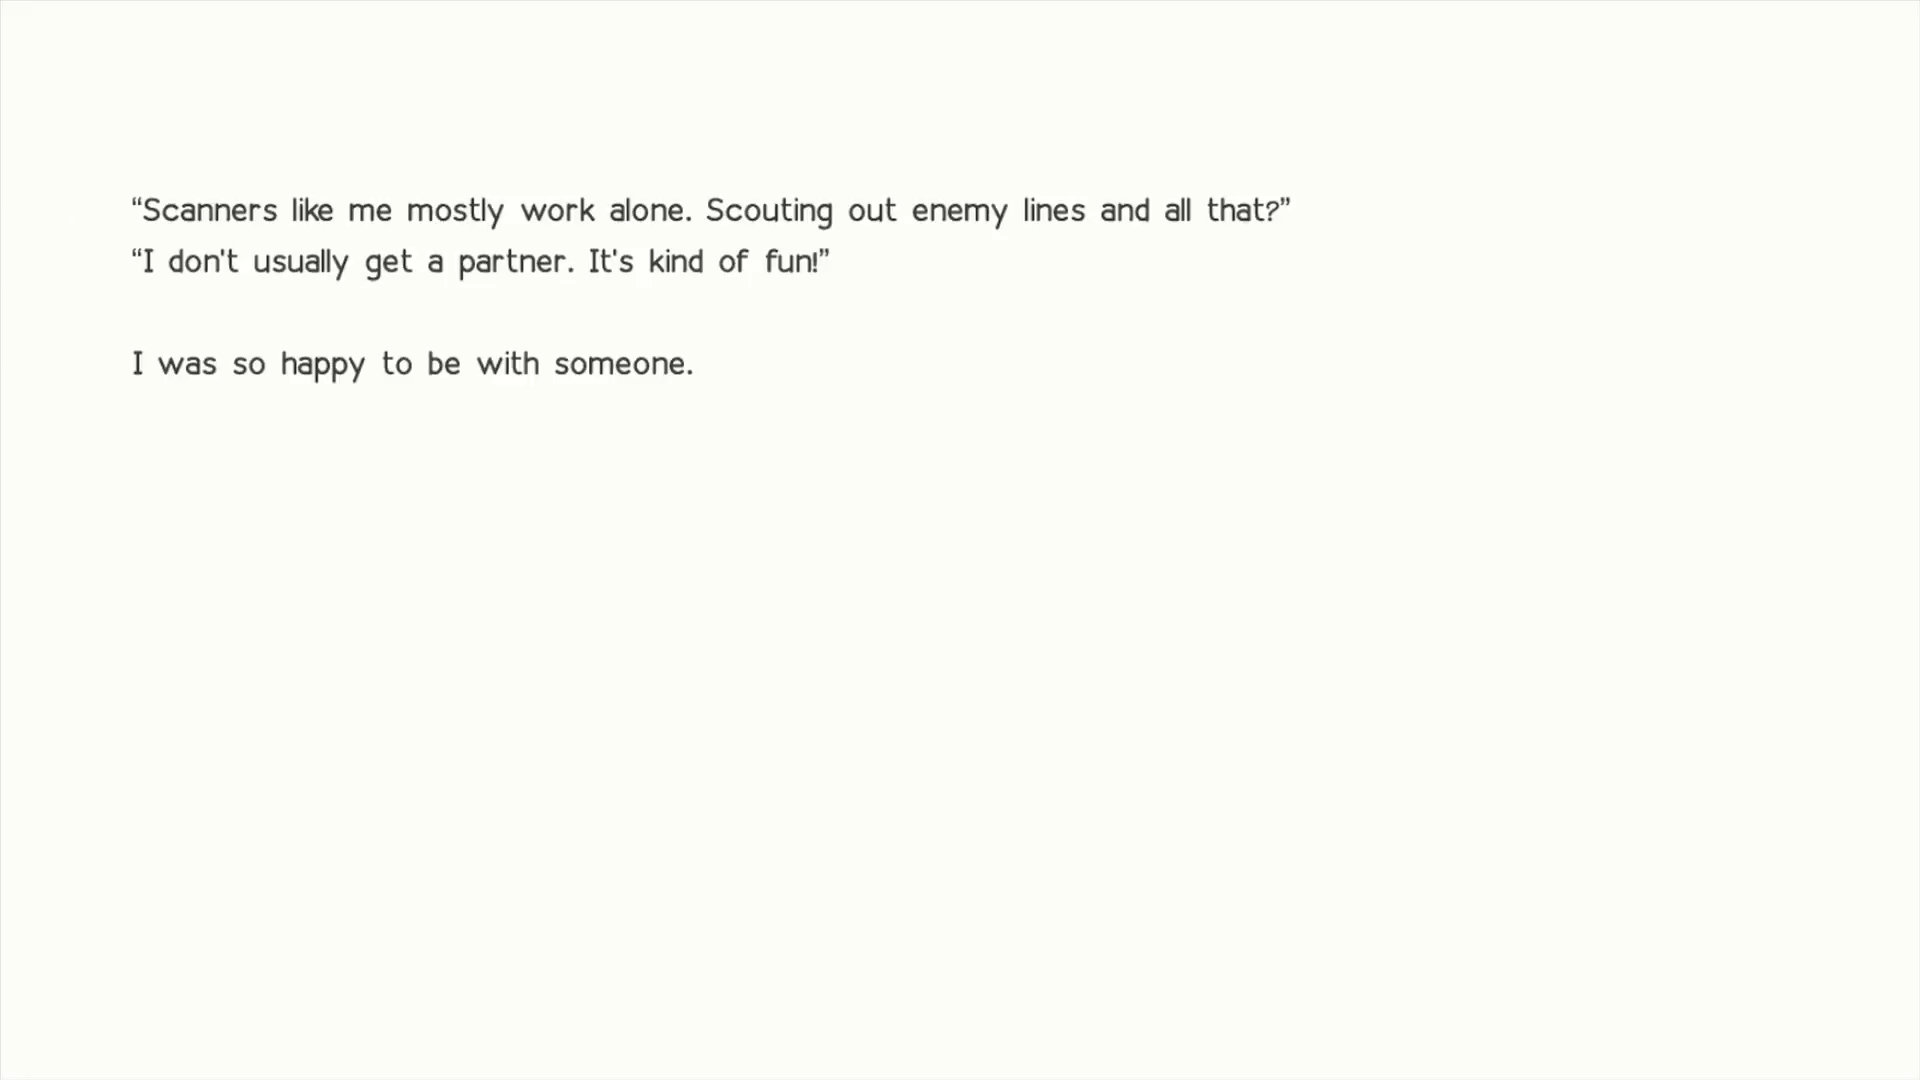 “Scanners like me mostly work alone. Scouting out enemy lines and all that?”
“I don't usually get a partner. It's kind of fun!”
I was so happy to be with someone.